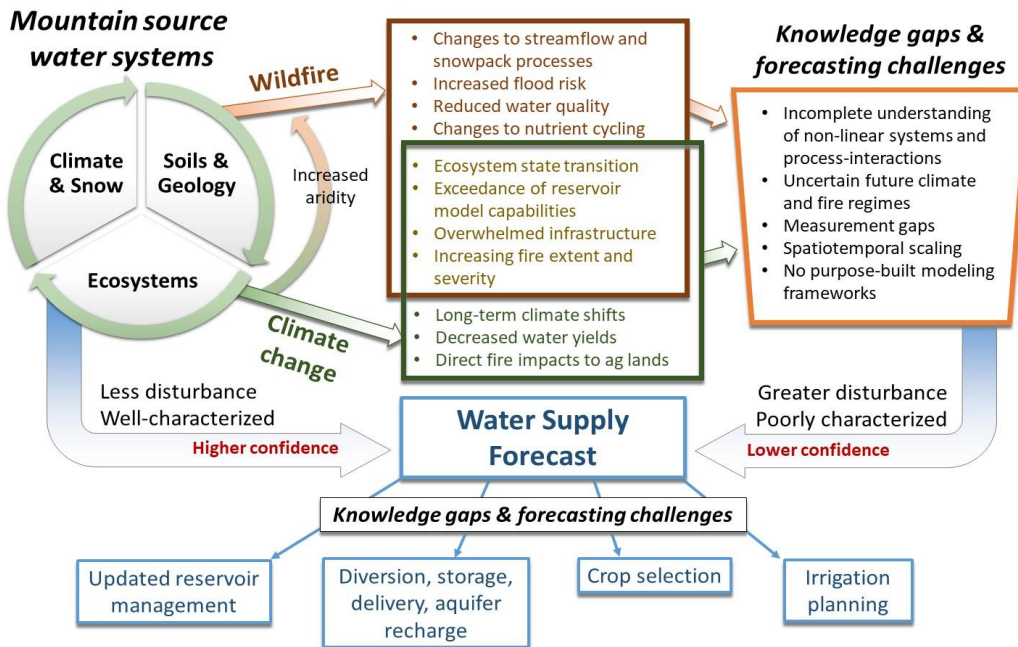 Mountain source
water systems
Climate
& Snow
Soils &
Geology
Ecosystems
Wildfire
Increased
aridity
Climate
change
• Changes to streamflow and
snowpack processes
• Increased flood risk
• Reduced water quality
• Changes to nutrient cycling
• Ecosystem state transition
• Exceedance of reservoir
model capabilities
• Overwhelmed infrastructure
• Increasing fire extent and
severity
• Long-term climate shifts
• Decreased water yields
• Direct fire impacts to ag lands
Knowledge gaps &
forecasting challenges
• Incomplete understanding
of non-linear systems and
process-interactions
• Uncertain future climate
and fire regimes
• Measurement gaps
• Spatiotemporal scaling
• No purpose-built modeling
frameworks
Less disturbance
Well-characterized
Higher confidence
Water Supply
Forecast
Greater disturbance
Poorly characterized
Lower confidence
Knowledge gaps & forecasting challenges
Updated reservoir
management
Diversion, storage,
delivery, aquifer
recharge
Crop selection
Irrigation
planning